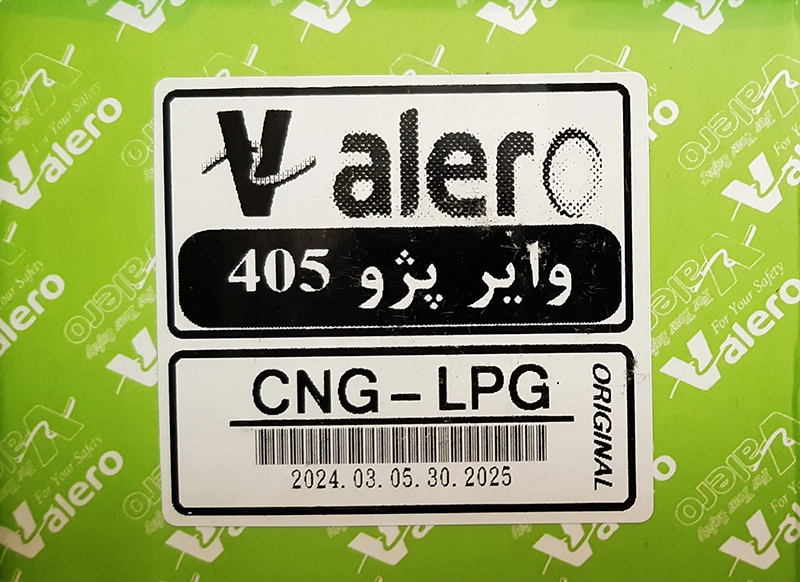 Valero
وایر پژو 405
CNG - LPG
ORIGINAL
2024. 03. 05. 30. 2025
Valero
For Your Safety